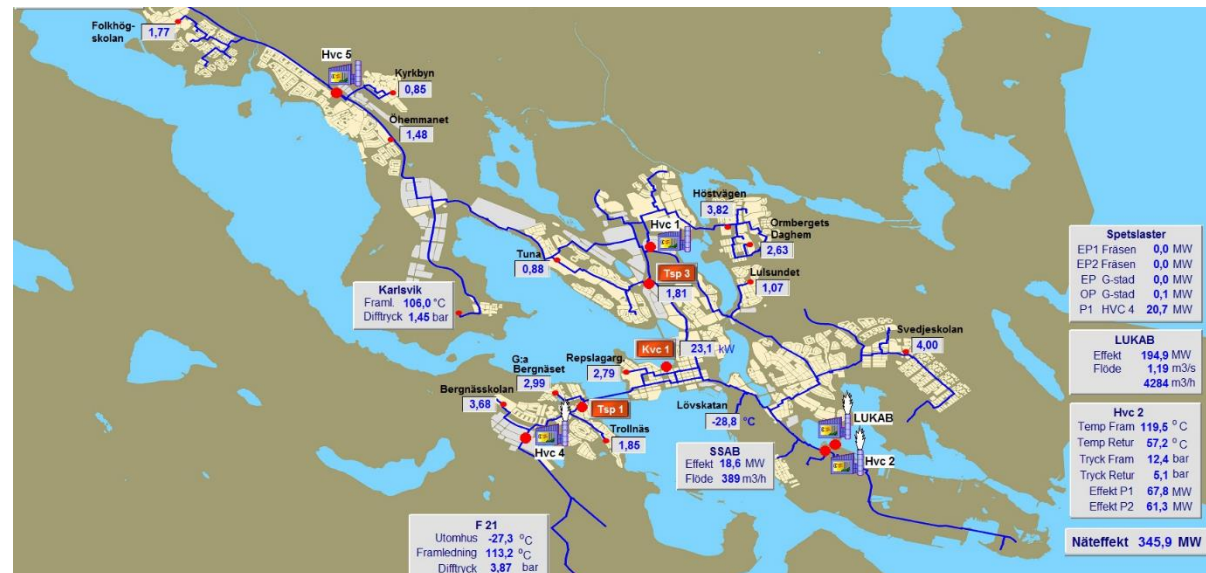 Folkhög-
skolan
1,77
Hvc 5
Kyrkbyn
0,85
Öhemmanet
1,48
Höstvägen
3,82
Hvc 1
Ormbergets
Daghem
2,63
Tuna
0,88
Tsp 3
1,81
Lulsundet
1,07
Karlsvik
Framl. 106,0 °C
Difftryck 1,45 bar
Svedjeskolan
4,00
Kvc 1 23,1 kW
G:a
Bergnäset
2,99
Repslagarg.
2,79
Bergnässkolan
3,68
Tsp 1
Lövskatan
-28,8 °C
LUKAB
Trollnäs
1,85
Hvc 4
Hvc 2
SSAB
Effekt 18,6 MW
Flöde 389 m3/h
F 21
Utomhus -27,3 °C
Framledning 113,2 °C
Difftryck 3,87 bar
Spetslaster
EP1 Fräsen 0,0 MW
EP2 Fräsen 0,0 MW
EP G-stad 0,0 MW
OP G-stad 0,1 MW
P1 HVC 4 20,7 MW
LUKAB
Effekt 194,9 MW
Flöde 1,19 m3/s
4284 m3/h
Hvc 2
Temp Fram 119,5 °C
Temp Retur 57,2 °C
Tryck Fram 12,4 bar
Tryck Retur 5,1 bar
Effekt P1 67,8 MW
Effekt P2 61,3 MW
Näteffekt 345,9 MW